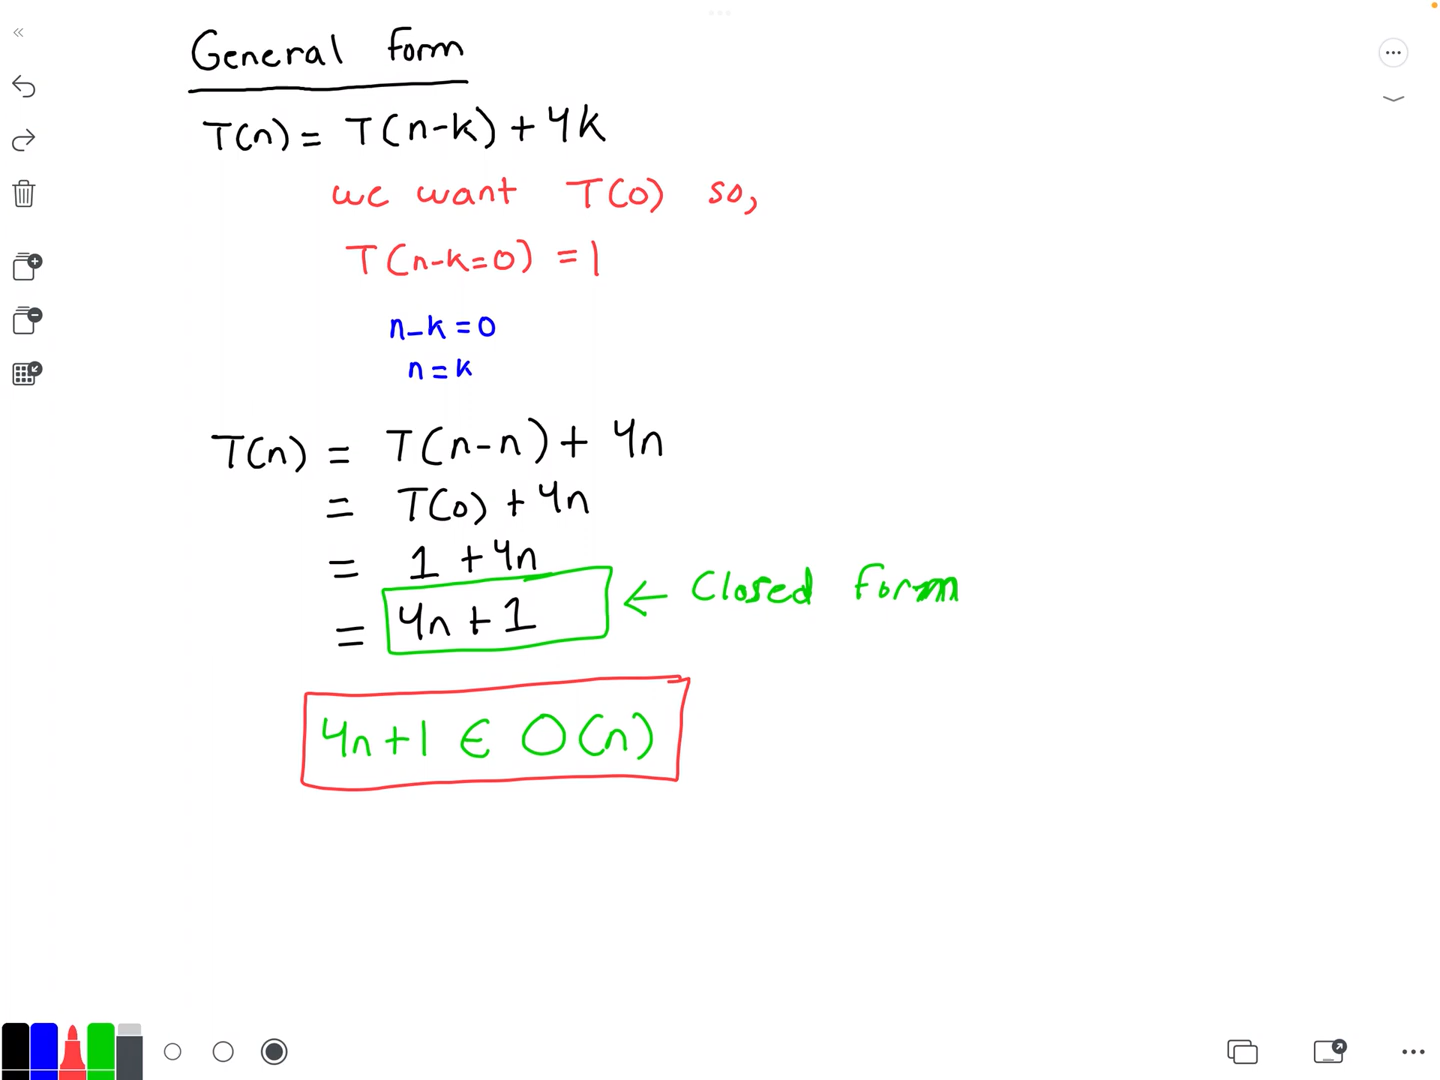 General form
T(n) = T(n-k) + 4k
we want T(0) so,
T(n-k=0) = 1
n-k=0
n=k
T(n) = T(n-n) + 4n
= T(0) + 4n
= 1 + 4n
= 4n + 1 ← Closed form
4n+1 ∈ O(n)